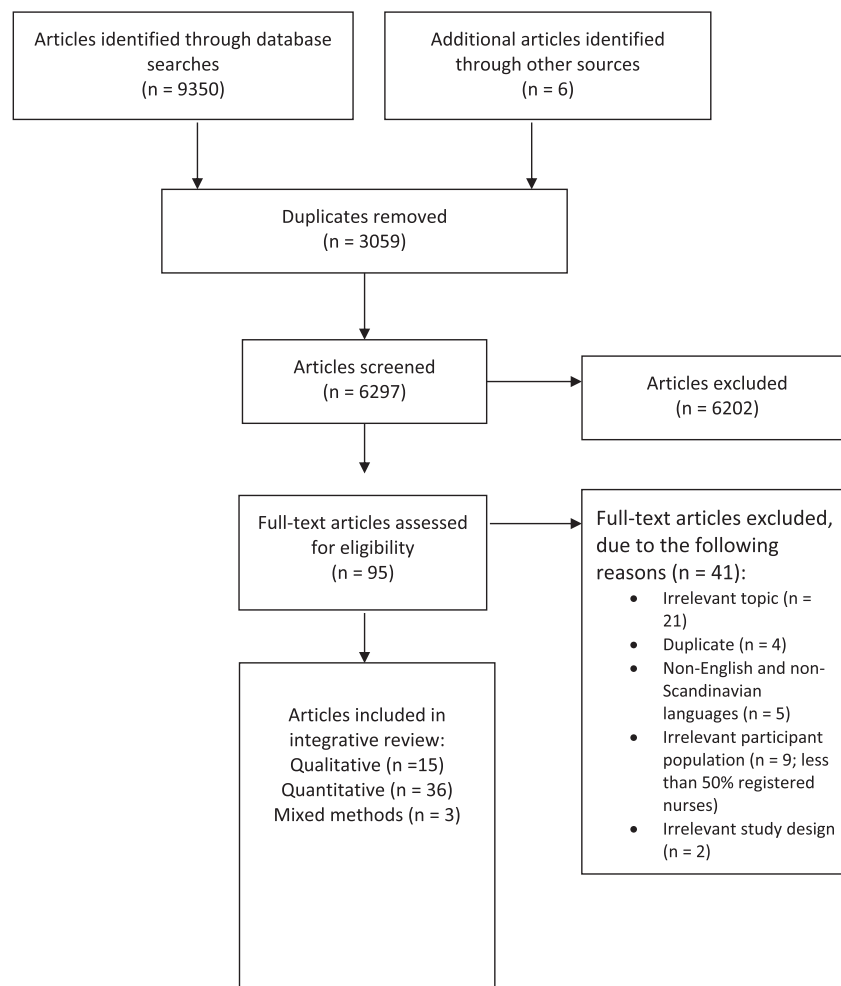 Articles identified through database
searches
(n = 9350)
Additional articles identified
through other sources
(n = 6)
Duplicates removed
(n = 3059)
Articles screened
(n = 6297)
Articles excluded
(n = 6202)
Full-text articles assessed
for eligibility
(n = 95)
Full-text articles excluded,
due to the following
reasons (n = 41):
• Irrelevant topic (n =
21)
• Duplicate (n = 4)
• Non-English and non-
Scandinavian
languages (n = 5)
• Irrelevant participant
population (n = 9; less
than 50% registered
nurses)
• Irrelevant study design
(n = 2)
Articles included in
integrative review:
Qualitative (n =15)
Quantitative (n = 36)
Mixed methods (n = 3)